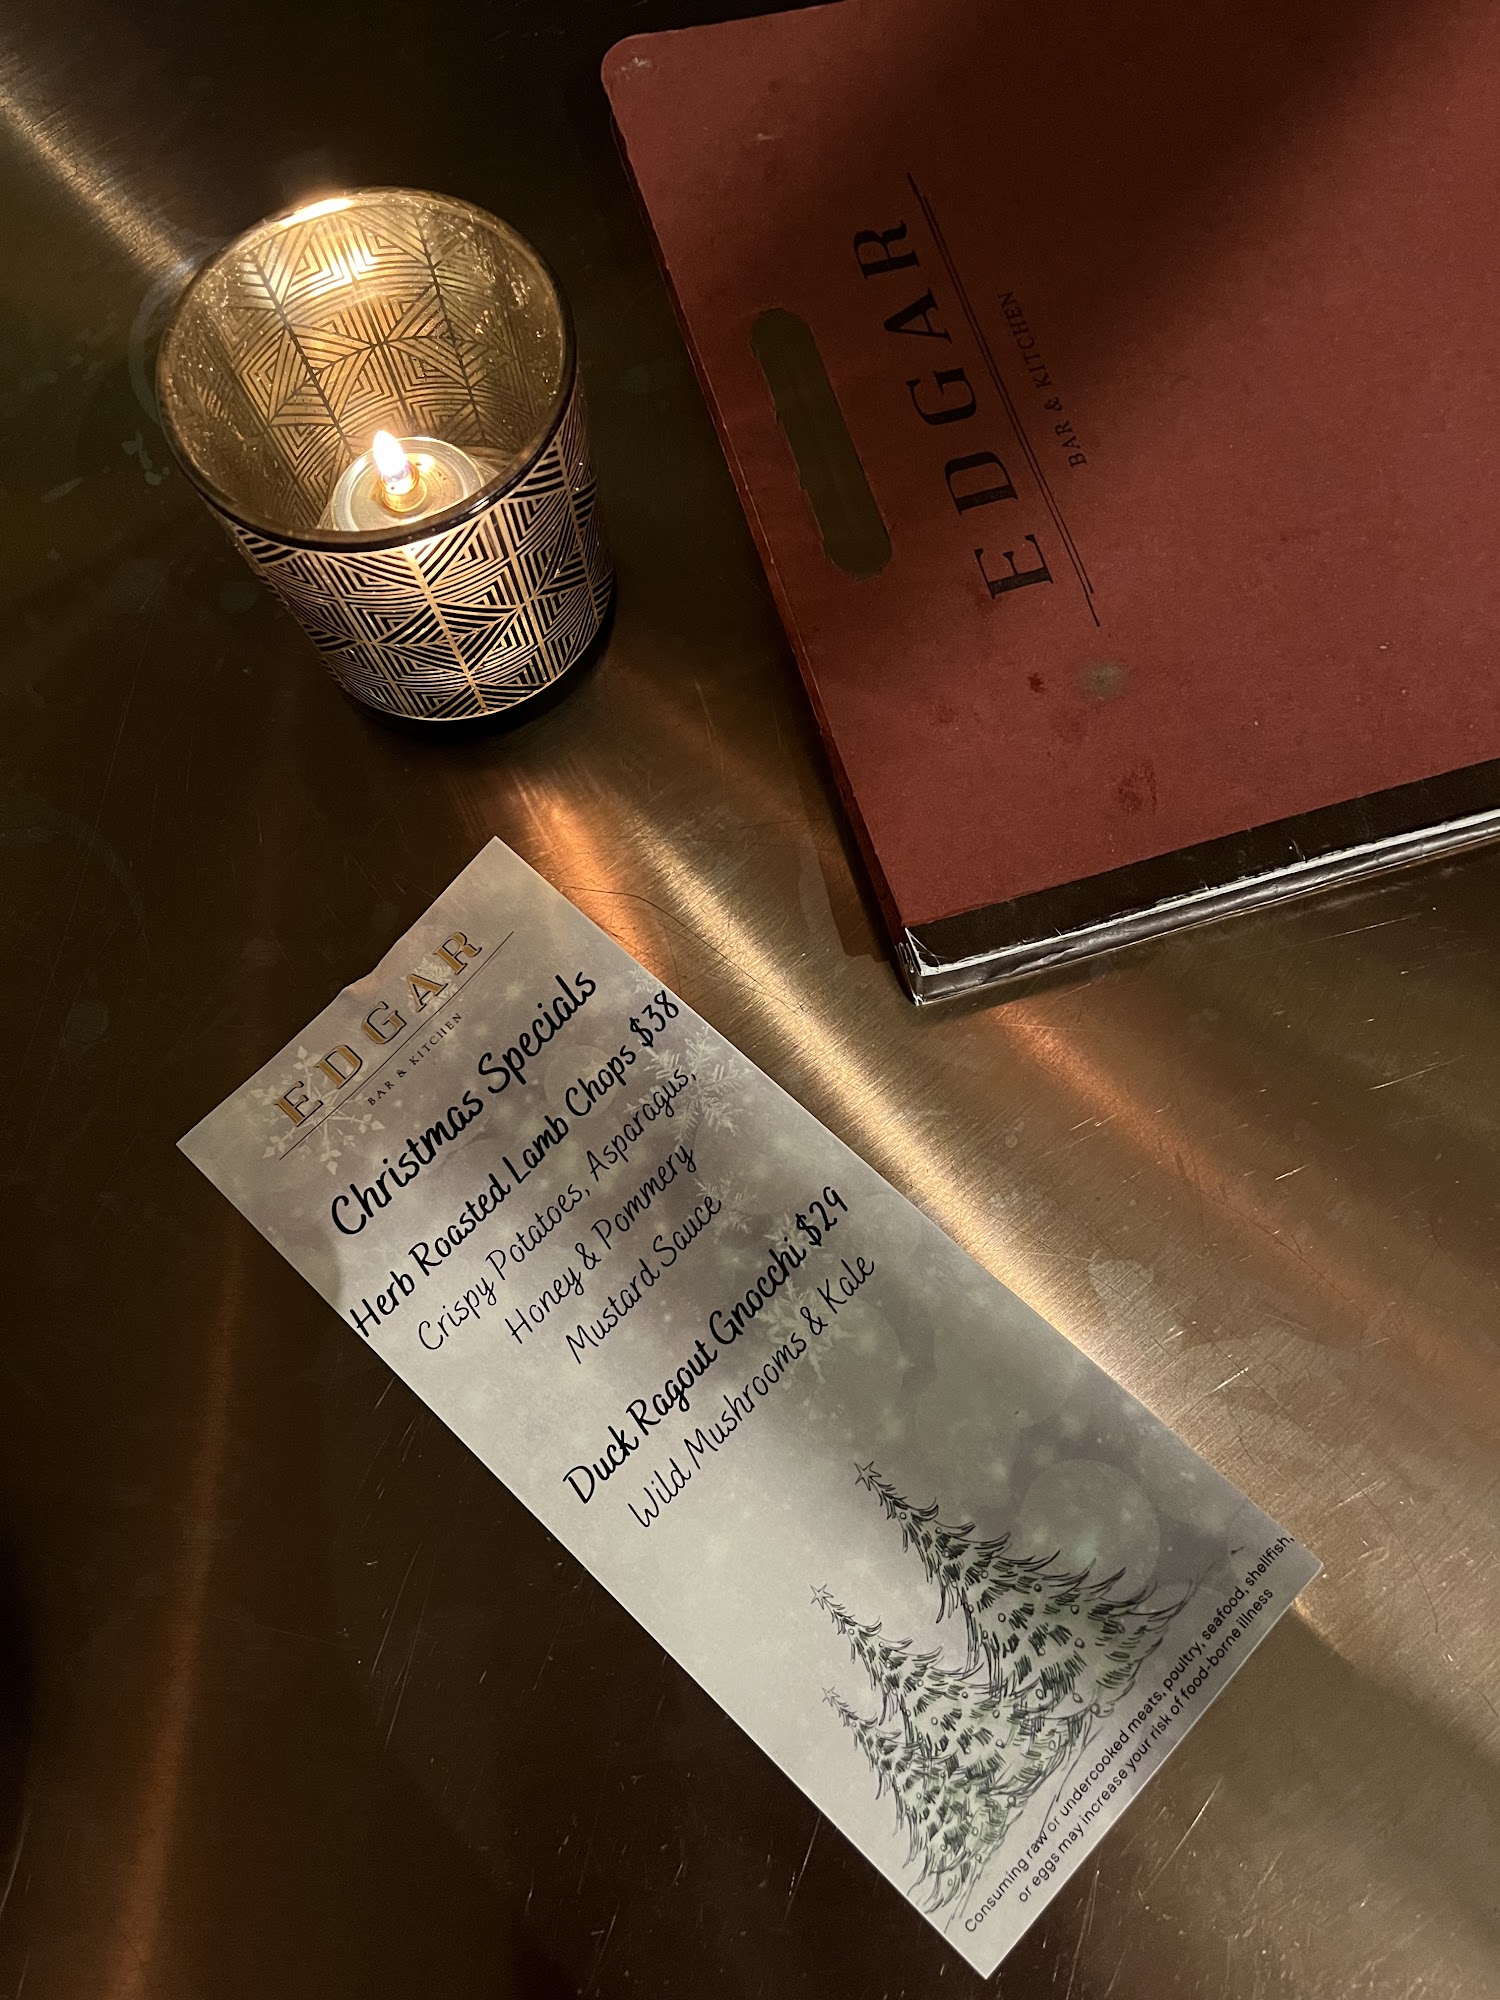 EDGAR
BAR & KITCHEN
EDGAR
BAR & KITCHEN
Christmas Specials
Herb Roasted Lamb Chops $38
Crispy Potatoes, Asparagus,
Honey & Pommery
Mustard Sauce
Duck Ragout Gnocchi $29
Wild Mushrooms & Kale
Consuming raw or undercooked meats, poultry, seafood, shellfish,
or eggs may increase your risk of food-borne illness